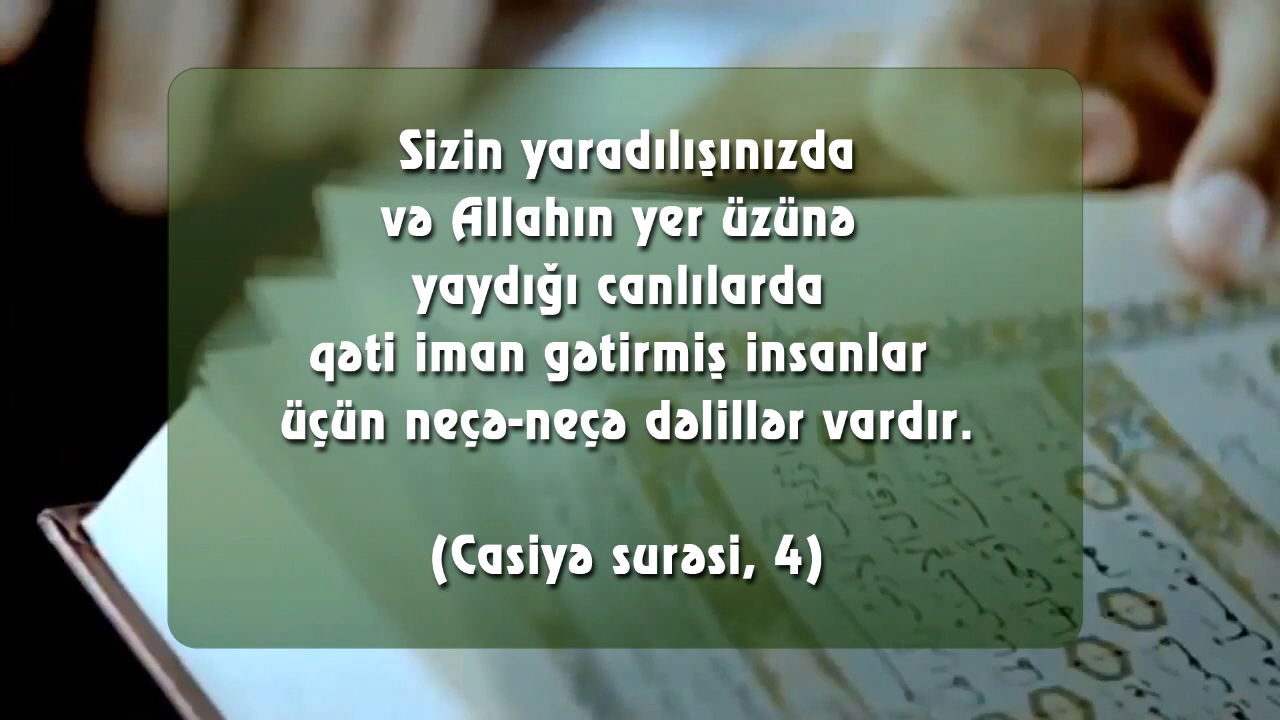 Sizin yaradılışınızda
və Allahın yer üzünə
yaydığı canlılarda
qəti iman gətirmiş insanlar
üçün neçə-neçə dəlillər vardır.
(Casiyə surəsi, 4)